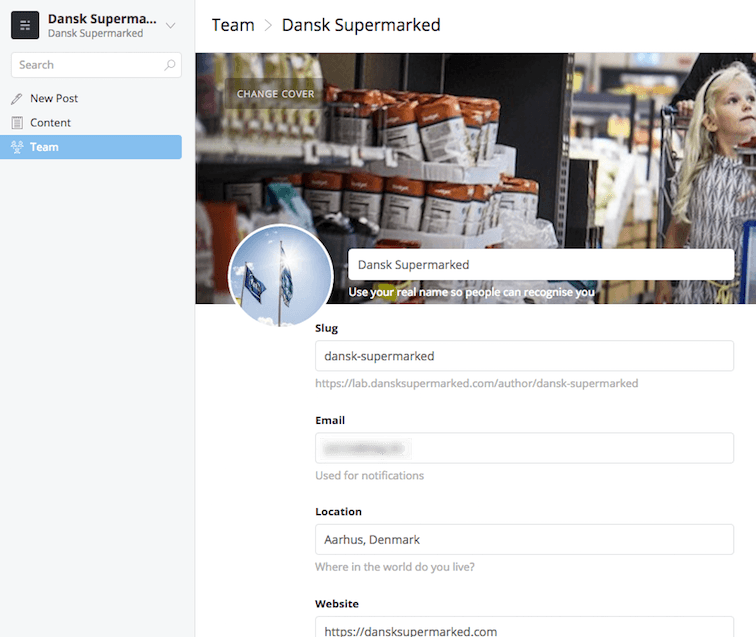 Dansk Superma...
Dansk Supermarked
Search
New Post
Content
Team
Team > Dansk Supermarked
CHANGE COVER
Dansk Supermarked
Use your real name so people can recognise you
Slug
dansk-supermarked
https://lab.dansksupermarked.com/author/dansk-supermarked
Email
Used for notifications
Location
Aarhus, Denmark
Where in the world do you live?
Website
https://dansksupermarked.com